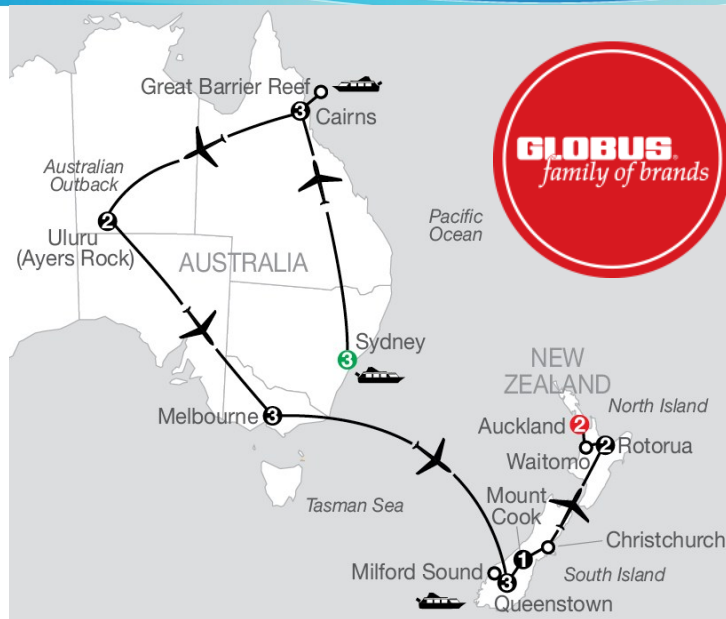 Great Barrier Reef
3
Cairns
GLOBUS®
family of brands
Australian
Outback
2
Uluru
(Ayers Rock)
AUSTRALIA
Pacific
Ocean
3
Sydney
NEW
ZEALAND
North Island
Melbourne
3
Auckland
2
Waitomo
2
Rotorua
Tasman Sea
Mount
Cook
Christchurch
1
Milford Sound
South Island
3
Queenstown